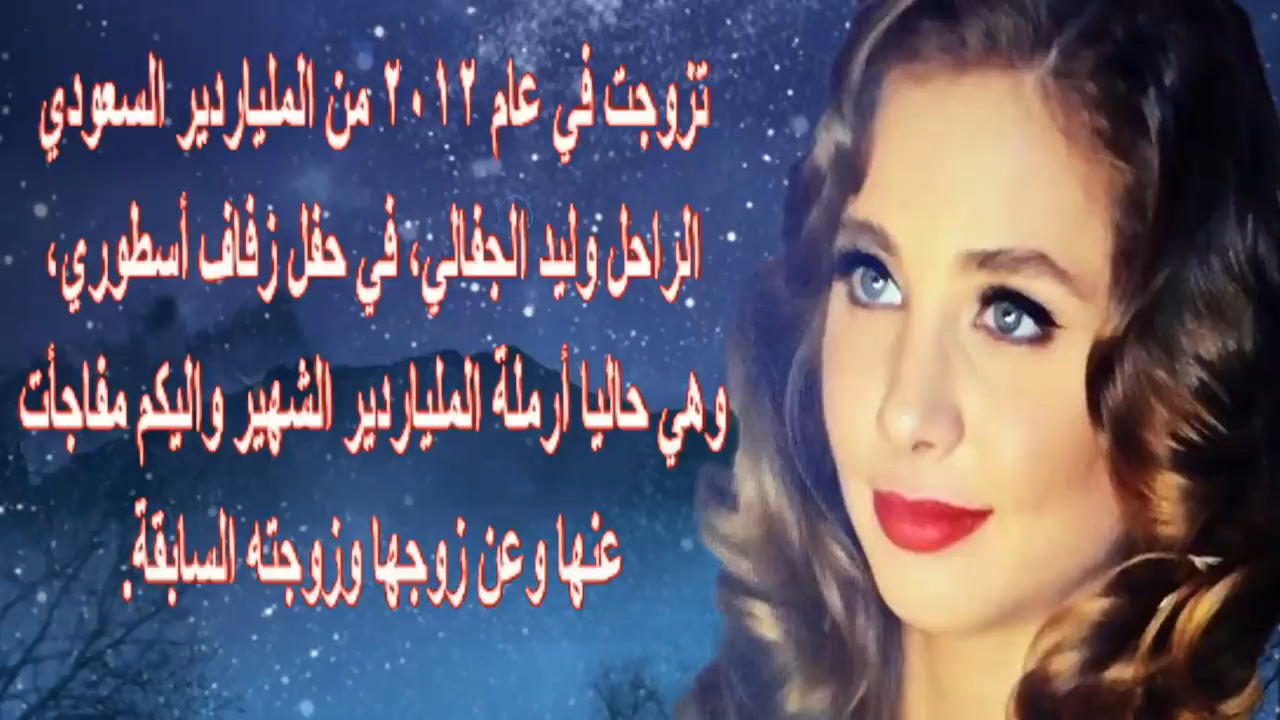 تزوجت في عام ٢٠١٢ من الملياردير السعودي
الراحل وليد الجفالي، في حفل زفاف أسطوري،
وهي حاليا أرملة الملياردير الشهير واليكم مفاجأت
عنها وعن زوجها وزوجته السابقة.